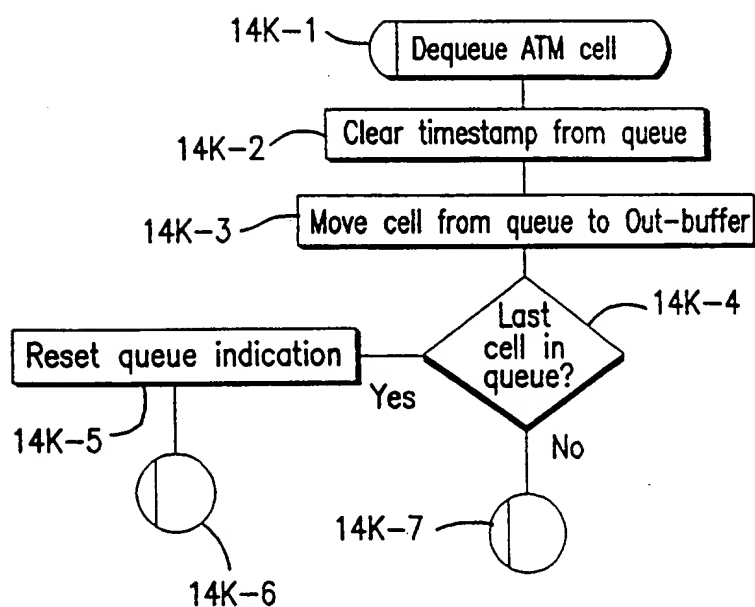 14K-1
Dequeue ATM cell
14K-2
Clear timestamp from queue
14K-3
Move cell from queue to Out-buffer
14K-4
Last
cell in
queue?
Reset queue indication
Yes
14K-5
No
14K-7
14K-6